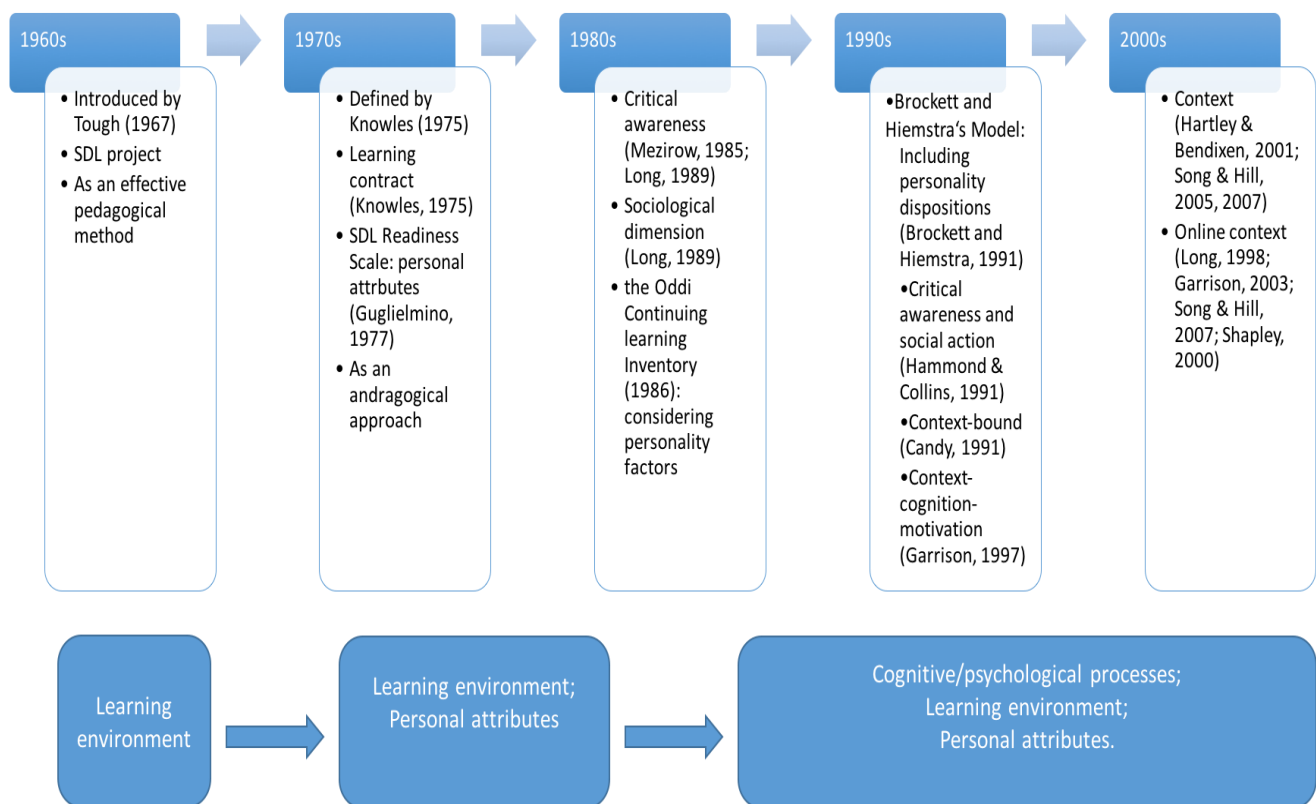 1960s
• Introduced by
Tough (1967)
• SDL project
• As an effective
pedagogical
method
1970s
• Defined by
Knowles (1975)
• Learning
contract
(Knowles, 1975)
• SDL Readiness
Scale: personal
attrbutes
(Guglielmino,
1977)
• As an
andragogical
approach
1980s
• Critical
awareness
(Mezirow, 1985;
Long, 1989)
• Sociological
dimension
(Long, 1989)
• the Oddi
Continuing
learning
Inventory
(1986):
considering
personality
factors
1990s
•Brockett and
Hiemstra‘s Model:
Including
personality
dispositions
(Brockett and
Hiemstra, 1991)
•Critical
awareness and
social action
(Hammond &
Collins, 1991)
•Context-bound
(Candy, 1991)
•Context-
cognition-
motivation
(Garrison, 1997)
2000s
• Context
(Hartley &
Bendixen, 2001;
Song & Hill,
2005, 2007)
• Online context
(Long, 1998;
Garrison, 2003;
Song & Hill,
2007; Shapley,
2000)
Learning
environment
Learning environment;
Personal attributes
Cognitive/psychological processes;
Learning environment;
Personal attributes.